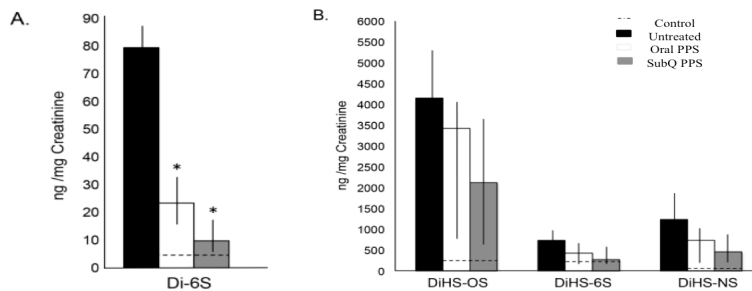 A.
90
80
70
60
50
40
30
20
10
0
ng /mg Creatinine
*
*
Di-6S
B.
6000
5500
5000
4500
4000
3500
3000
2500
2000
1500
1000
500
0
ng /mg Creatinine
Control
Untreated
Oral PPS
SubQ PPS
DiHS-OS DiHS-6S DiHS-NS